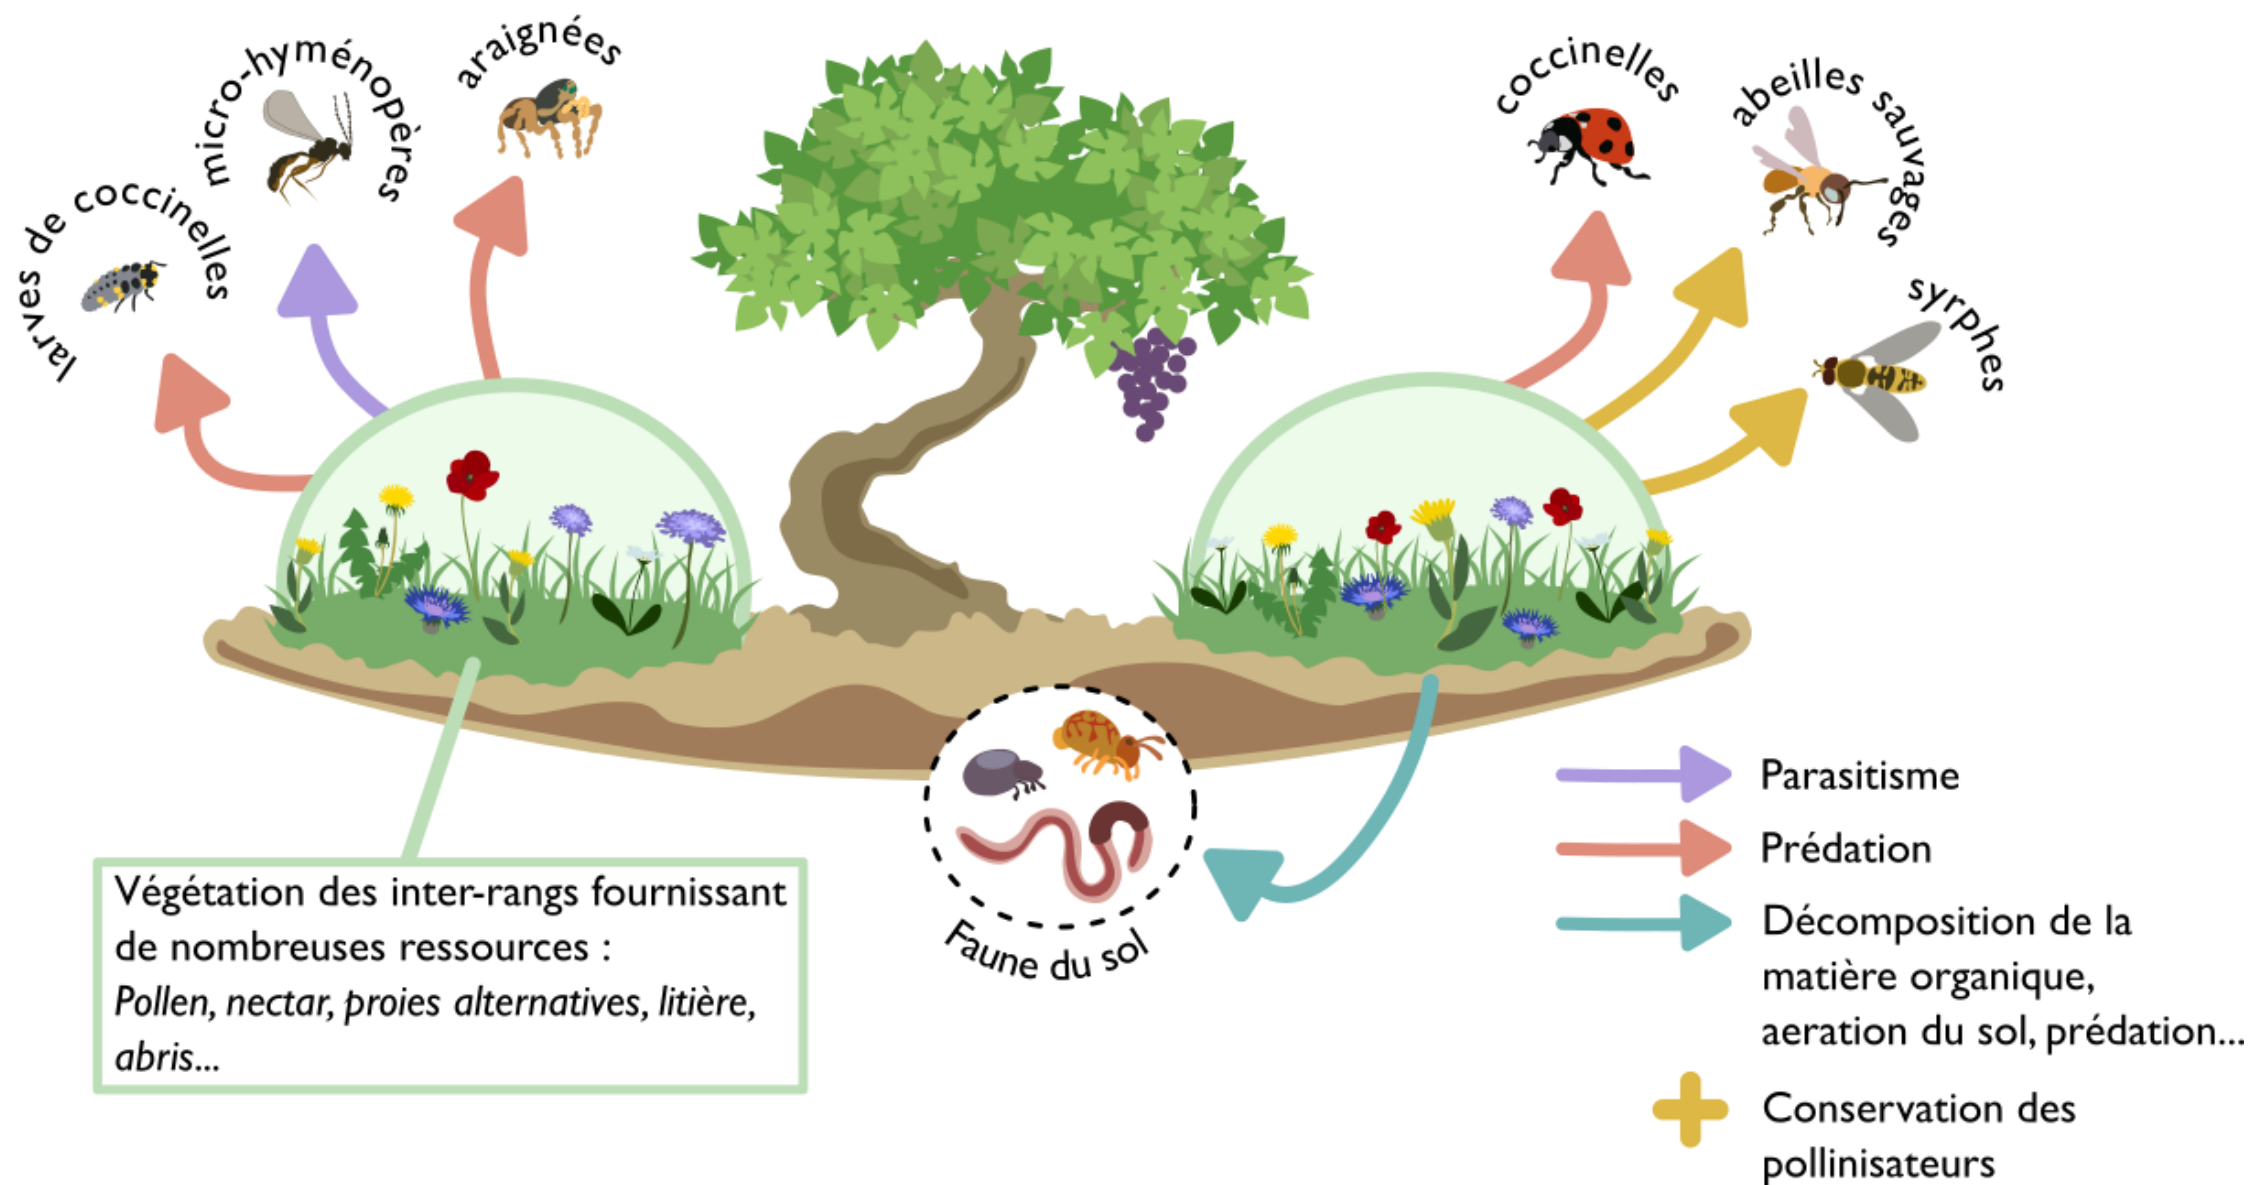 larves de coccinelles
micro-hyménopères
araignées
coccinelles
abeilles sauvages
syrphes
Végétation des inter-rangs fournissant
de nombreuses ressources :
Pollen, nectar, proies alternatives, litière,
abris...
Faune du sol
Parasitisme
Prédation
Décomposition de la
matière organique,
aeration du sol, prédation...
Conservation des
pollinisateurs